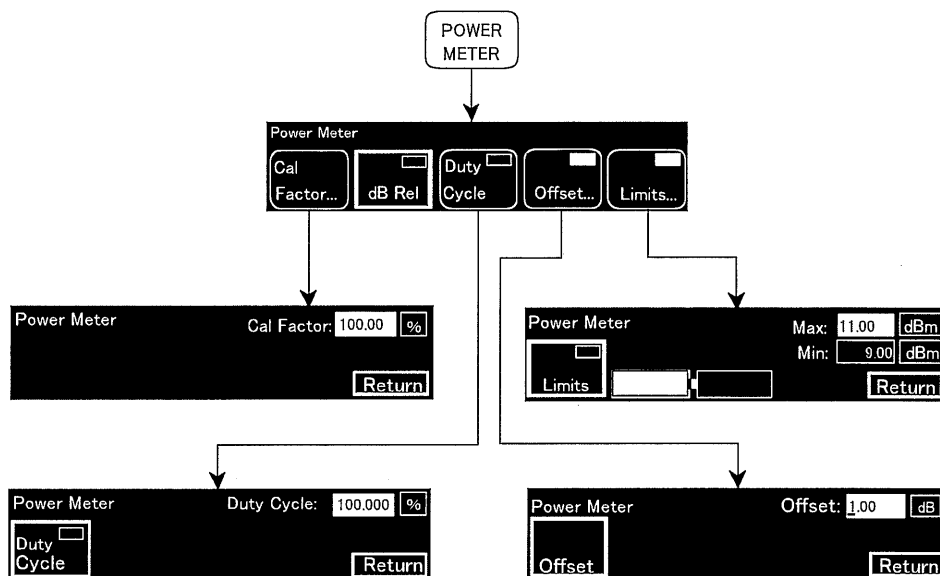 POWER
METER
Power Meter
Cal
Factor...
dB Rel
Duty
Cycle
Offset...
Limits...
Power Meter
Cal Factor: 100.00 %
Return
Power Meter
Max: 11.00 dBm
Min: 9.00 dBm
Limits
Return
Power Meter
Duty Cycle: 100.000 %
Duty
Cycle
Return
Power Meter
Offset: 1.00 dB
Offset
Return